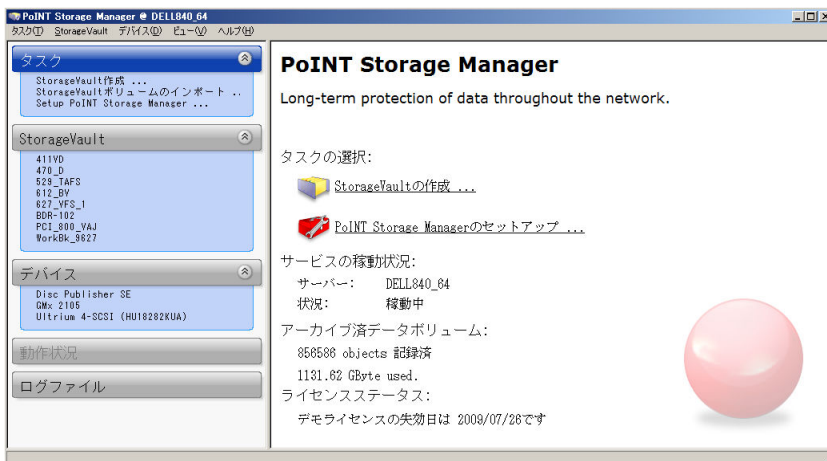 PoINT Storage Manager @ DELL840_64
タスク(T) StorageVault デバイス(D) ビュー(V) ヘルプ(H)
タスク
StorageVault作成 ...
StorageVaultボリュームのインポート ..
Setup PoINT Storage Manager ...
StorageVault
411VD
470_D
529_TAFS
612_BY
627_VFS_1
BDR-102
PCI_800_VAJ
WorkBk_9627
デバイス
Disc Publisher SE
GMx 2105
Ultrium 4-SCSI (HU18282KUA)
動作状況
ログファイル
PoINT Storage Manager
Long-term protection of data throughout the network.
タスクの選択:
StorageVaultの作成 ...
PoINT Storage Managerのセットアップ ...
サービスの稼動状況:
サーバー: DELL840_64
状況: 稼動中
アーカイブ済データボリューム:
856586 objects 記録済
1131.62 GByte used.
ライセンスステータス:
デモライセンスの失効日は 2009/07/26です